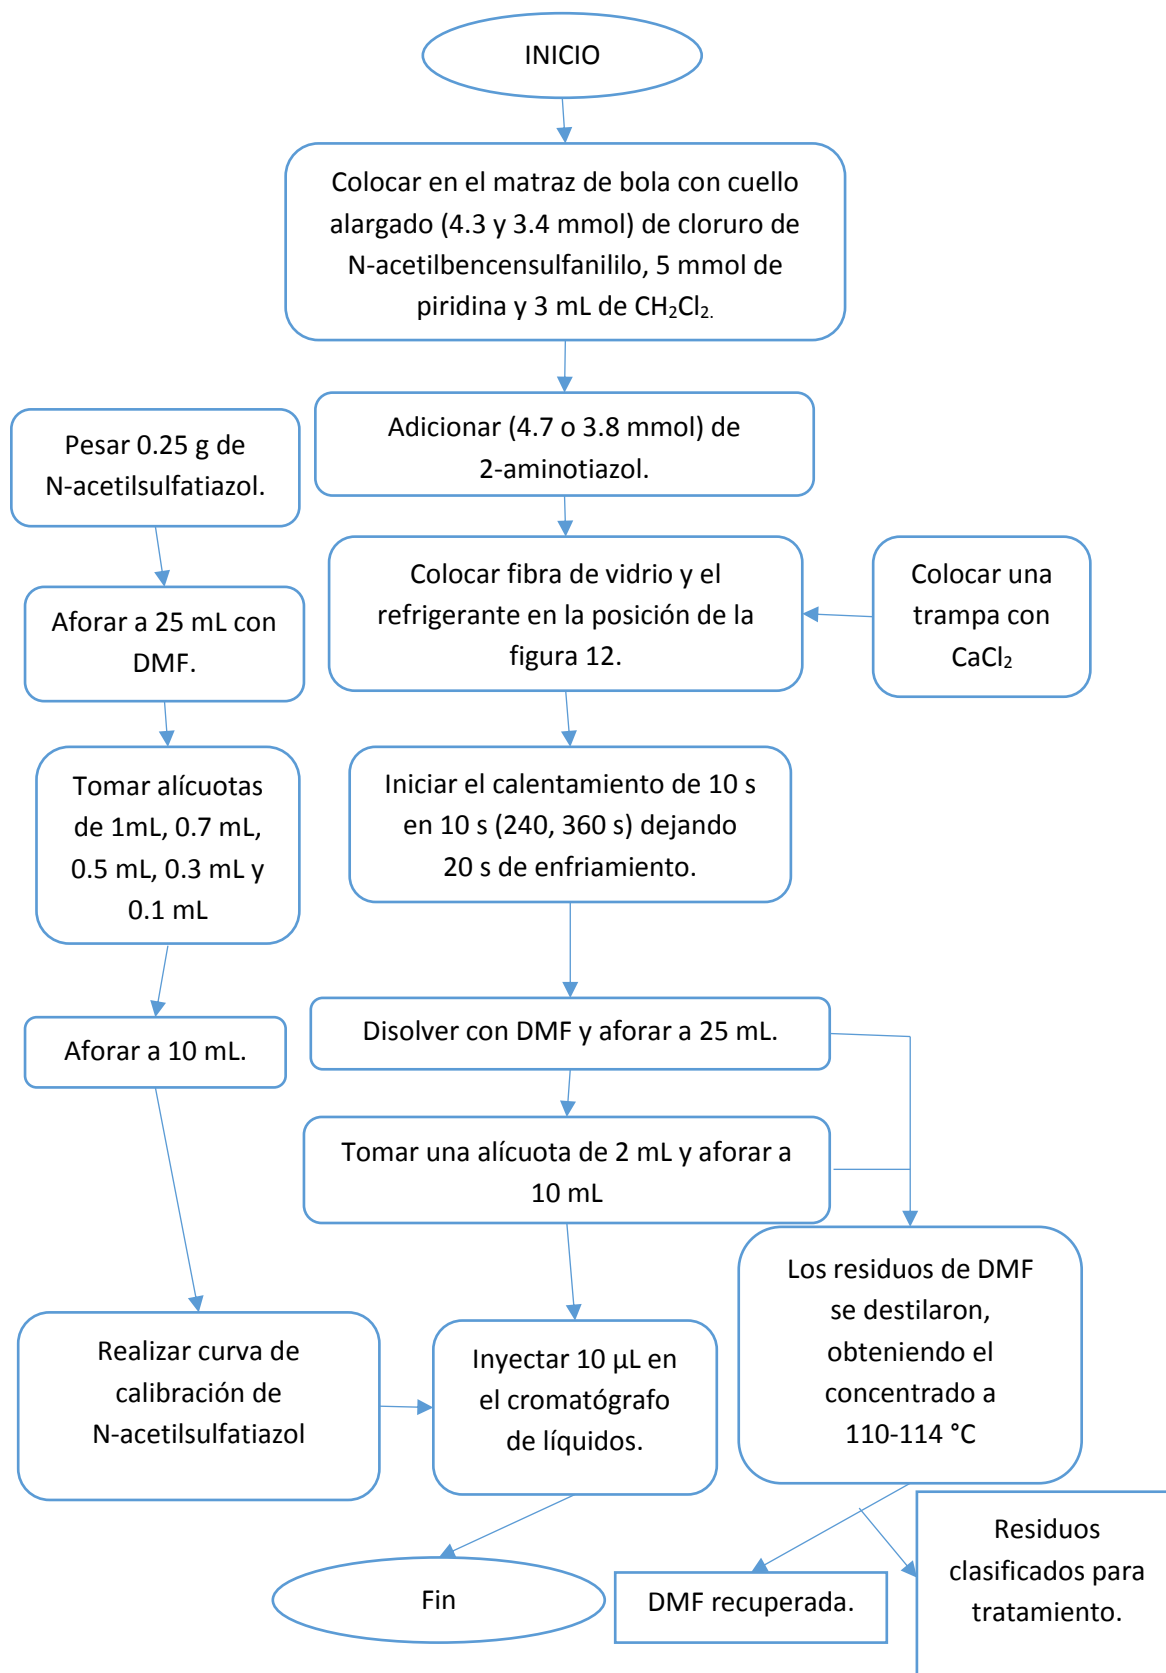 INICIO
Colocar en el matraz de bola con cuello
alargado (4.3 y 3.4 mmol) de cloruro de
N-acetilbencensulfanililo, 5 mmol de
piridina y 3 mL de CH₂Cl₂.
Adicionar (4.7 o 3.8 mmol) de
2-aminotiazol.
Pesar 0.25 g de
N-acetilsulfatiazol.
Colocar fibra de vidrio y el
refrigerante en la posición de la
figura 12.
Colocar una
trampa con
CaCl₂
Aforar a 25 mL con
DMF.
Tomar alícuotas
de 1mL, 0.7 mL,
0.5 mL, 0.3 mL y
0.1 mL
Iniciar el calentamiento de 10 s
en 10 s (240, 360 s) dejando
20 s de enfriamiento.
Disolver con DMF y aforar a 25 mL.
Aforar a 10 mL.
Tomar una alícuota de 2 mL y aforar a
10 mL
Los residuos de DMF
se destilaron,
obteniendo el
concentrado a
110-114 °C
Realizar curva de
calibración de
N-acetilsulfatiazol
Inyectar 10 µL en
el cromatógrafo
de líquidos.
Fin
DMF recuperada.
Residuos
clasificados para
tratamiento.